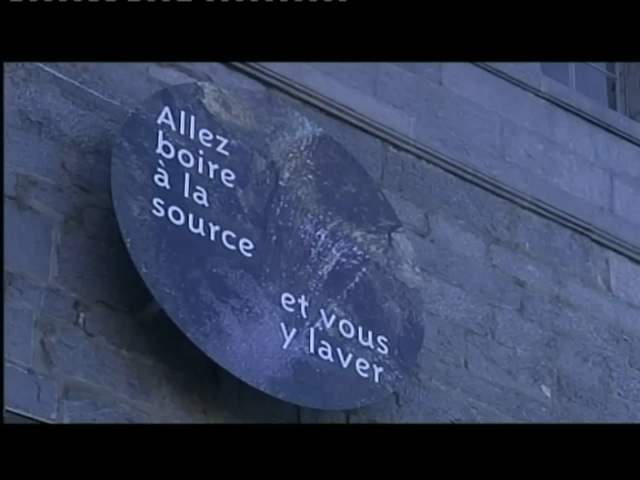 Allez
boire
à la
source
et vous
y laver